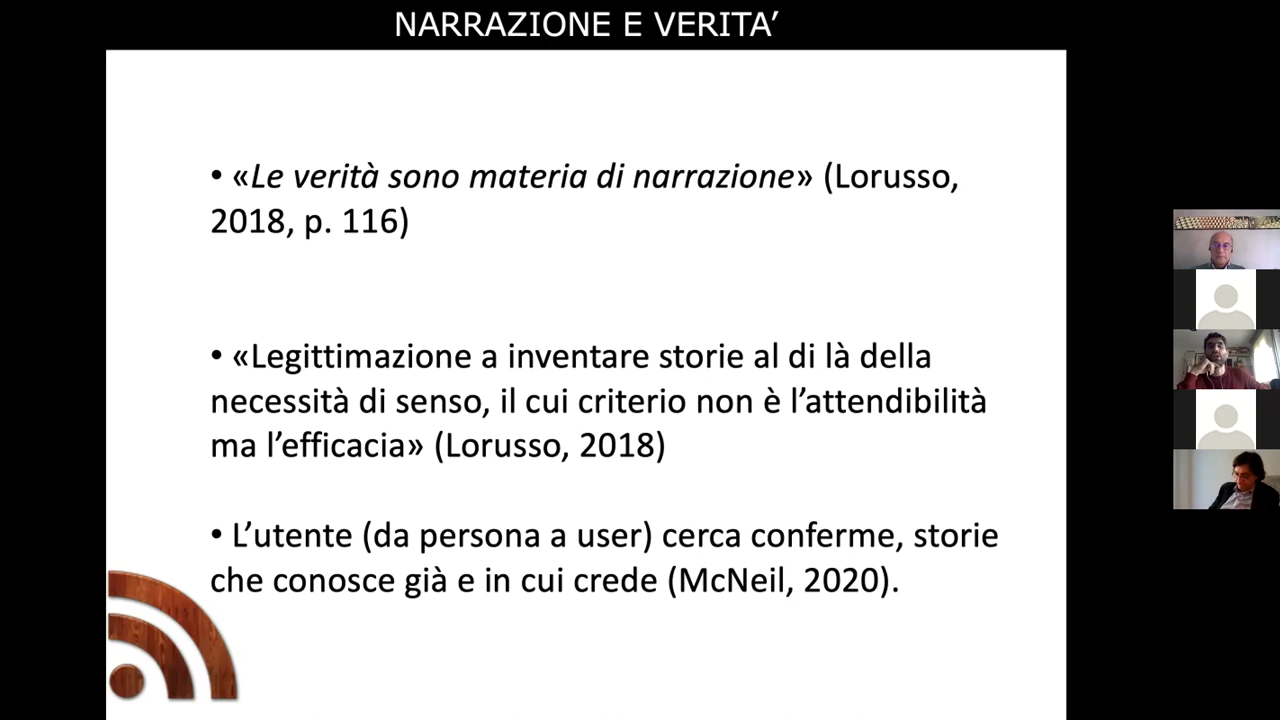 NARRAZIONE E VERITA’
• «Le verità sono materia di narrazione» (Lorusso,
2018, p. 116)
• «Legittimazione a inventare storie al di là della
necessità di senso, il cui criterio non è l’attendibilità
ma l’efficacia» (Lorusso, 2018)
• L’utente (da persona a user) cerca conferme, storie
che conosce già e in cui crede (McNeil, 2020).